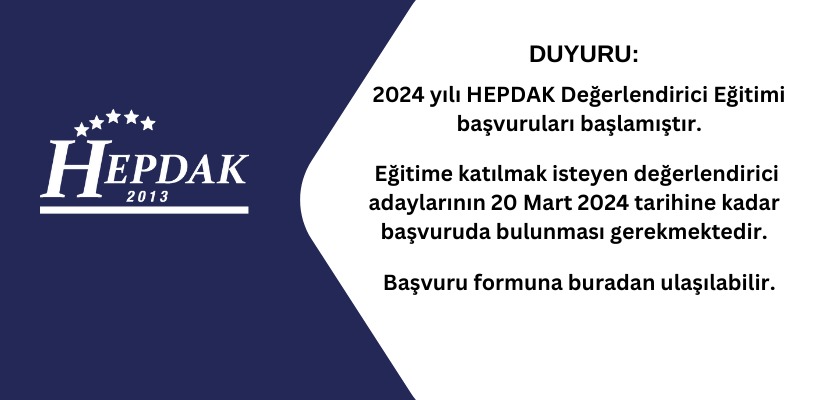 HEPDAK
2013
DUYURU:
2024 yılı HEPDAK Değerlendirici Eğitimi
başvuruları başlamıştır.
Eğitime katılmak isteyen değerlendirici
adaylarının 20 Mart 2024 tarihine kadar
başvuruda bulunması gerekmektedir.
Başvuru formuna buradan ulaşılabilir.